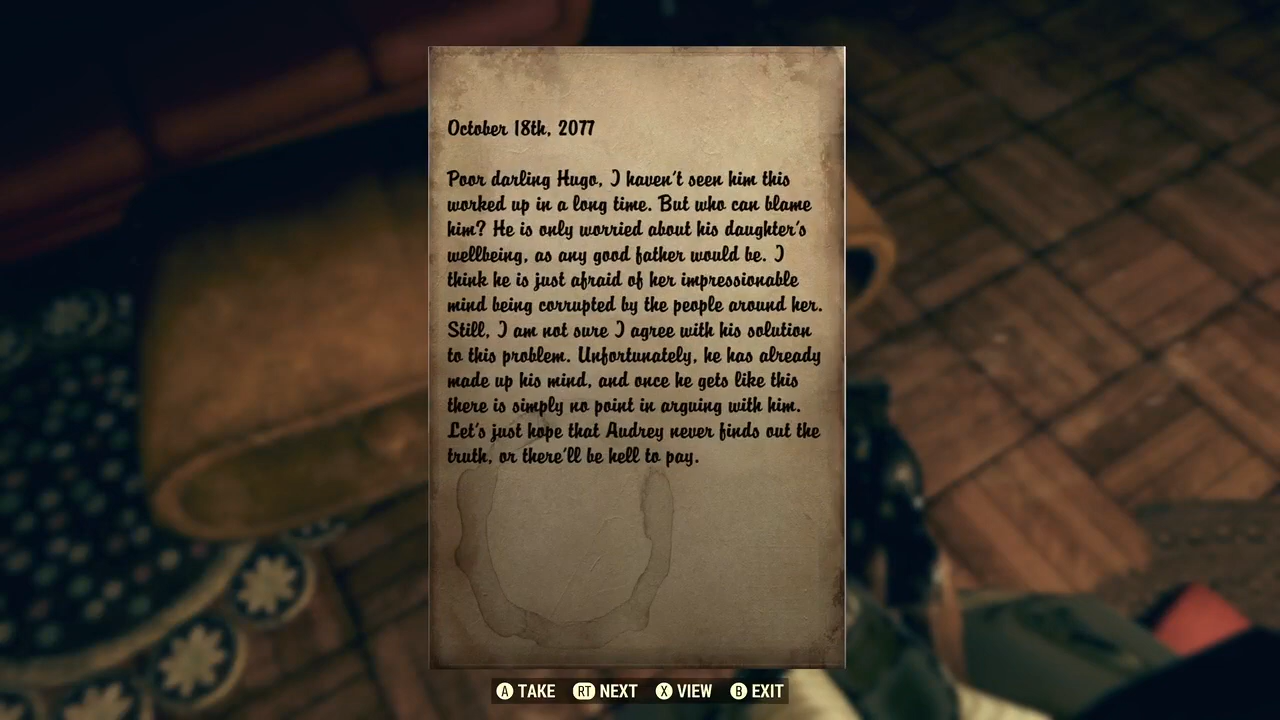 October 18th, 2077
Poor darling Hugo, I haven't seen him this
worked up in a long time. But who can blame
him? He is only worried about his daughter's
wellbeing, as any good father would be. I
think he is just afraid of her impressionable
mind being corrupted by the people around her.
Still, I am not sure I agree with his solution
to this problem. Unfortunately, he has already
made up his mind, and once he gets like this
there is simply no point in arguing with him.
Let's just hope that Audrey never finds out the
truth, or there'll be hell to pay.
A TAKE RT NEXT X VIEW B EXIT